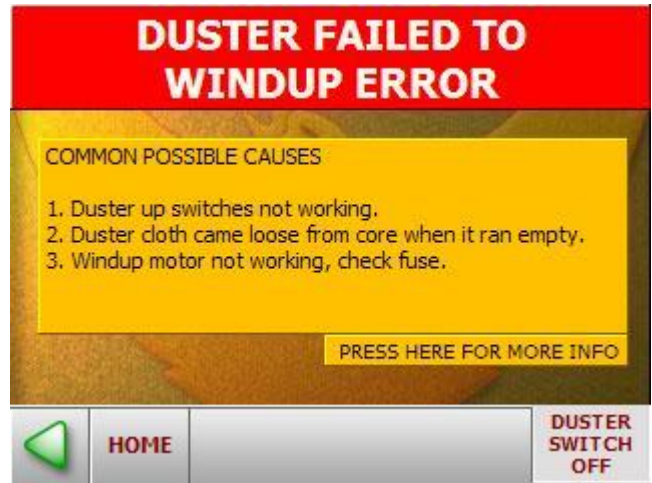 DUSTER FAILED TO
WINDUP ERROR
COMMON POSSIBLE CAUSES
1. Duster up switches not working.
2. Duster cloth came loose from core when it ran empty.
3. Windup motor not working, check fuse.
PRESS HERE FOR MORE INFO
HOME
DUSTER
SWITCH
OFF